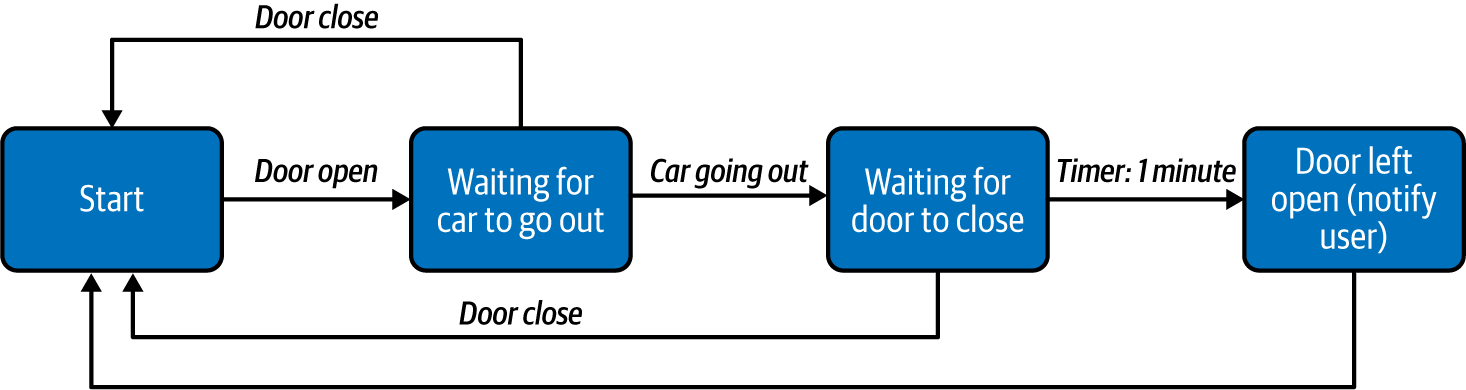 Door close
Start
Door open
Waiting for
car to go out
Car going out
Waiting for
door to close
Timer: 1 minute
Door left
open (notify
user)
Door close